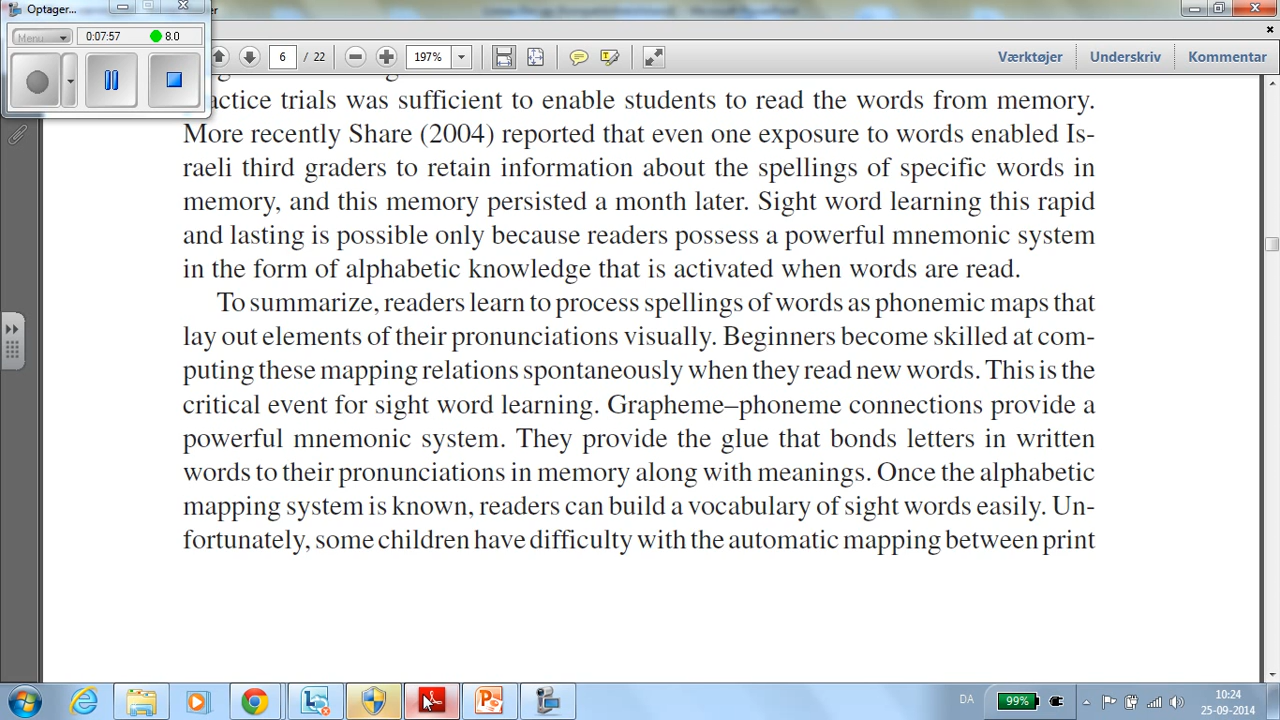 Optager...
Menu
0:07:57
8.0
6 / 22
197%
Værktøjer
Underskriv
Kommentar
actice trials was sufficient to enable students to read the words from memory.
More recently Share (2004) reported that even one exposure to words enabled Is-
raeli third graders to retain information about the spellings of specific words in
memory, and this memory persisted a month later. Sight word learning this rapid
and lasting is possible only because readers possess a powerful mnemonic system
in the form of alphabetic knowledge that is activated when words are read.
To summarize, readers learn to process spellings of words as phonemic maps that
lay out elements of their pronunciations visually. Beginners become skilled at com-
puting these mapping relations spontaneously when they read new words. This is the
critical event for sight word learning. Grapheme–phoneme connections provide a
powerful mnemonic system. They provide the glue that bonds letters in written
words to their pronunciations in memory along with meanings. Once the alphabetic
mapping system is known, readers can build a vocabulary of sight words easily. Un-
fortunately, some children have difficulty with the automatic mapping between print
DA
99%
10:24
25-09-2014